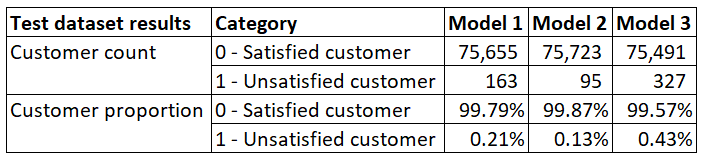 Test dataset results Category Model 1 Model 2 Model 3
Customer count 0 - Satisfied customer 75,655 75,723 75,491
1 - Unsatisfied customer 163 95 327
Customer proportion 0 - Satisfied customer 99.79% 99.87% 99.57%
1 - Unsatisfied customer 0.21% 0.13% 0.43%